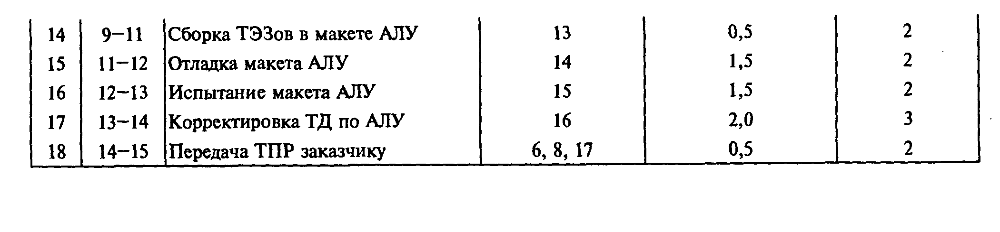 14 9—11 Сборка ТЭЗов в макете АЛУ 13 0,5 2
15 11—12 Отладка макета АЛУ 14 1,5 2
16 12—13 Испытание макета АЛУ 15 1,5 2
17 13—14 Корректировка ТД по АЛУ 16 2,0 3
18 14—15 Передача ТПР заказчику 6, 8, 17 0,5 2